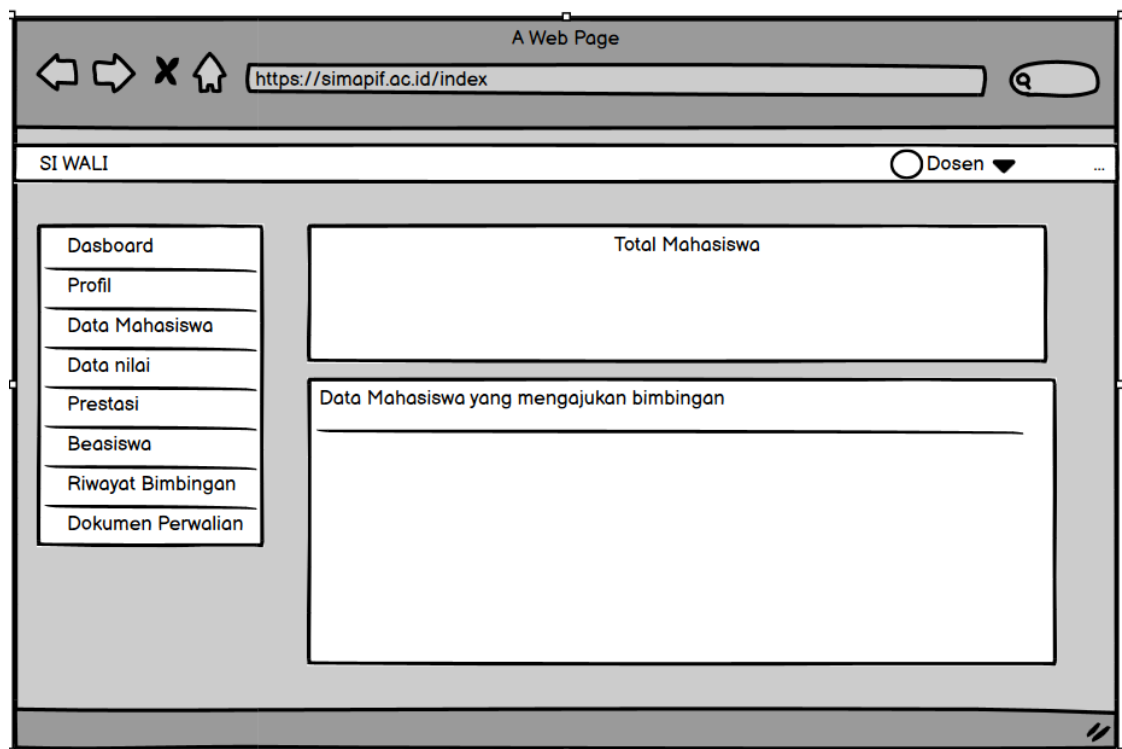 A Web Page
https://simapif.ac.id/index
SI WALI
Dosen
...
Dasboard
Profil
Data Mahasiswa
Data nilai
Prestasi
Beasiswa
Riwayat Bimbingan
Dokumen Perwalian
Total Mahasiswa
Data Mahasiswa yang mengajukan bimbingan